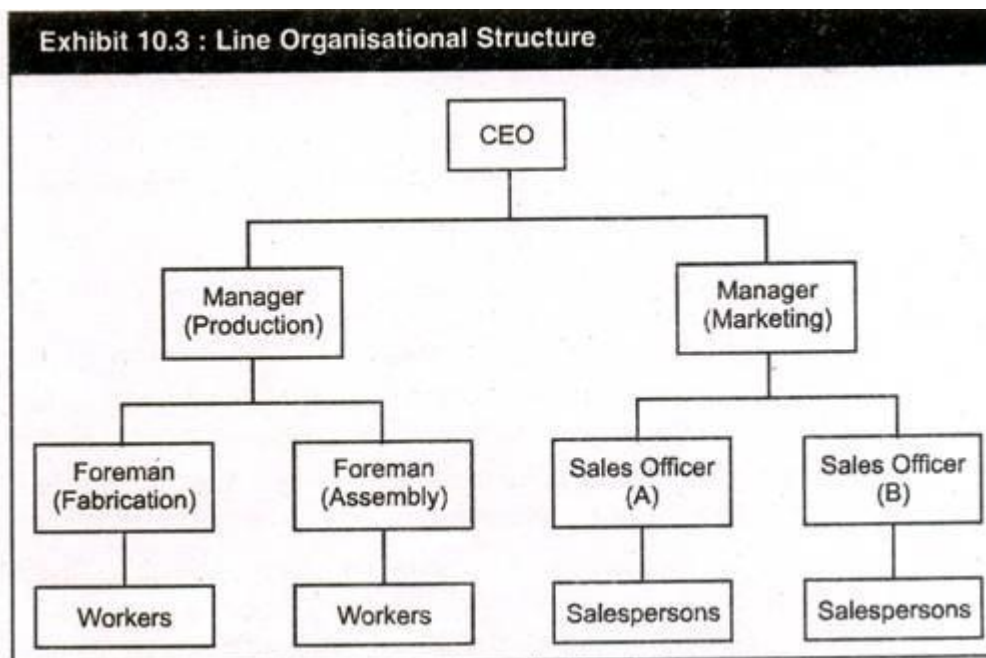 Exhibit 10.3 : Line Organisational Structure
CEO
Manager
(Production)
Manager
(Marketing)
Foreman
(Fabrication)
Foreman
(Assembly)
Sales Officer
(A)
Sales Officer
(B)
Workers
Workers
Salespersons
Salespersons